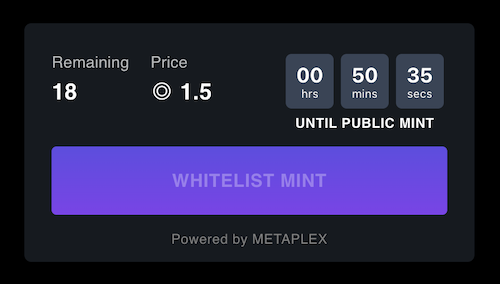 Remaining Price
18 1.5
00 50 35
hrs mins secs
UNTIL PUBLIC MINT
WHITELIST MINT
Powered by METAPLEX